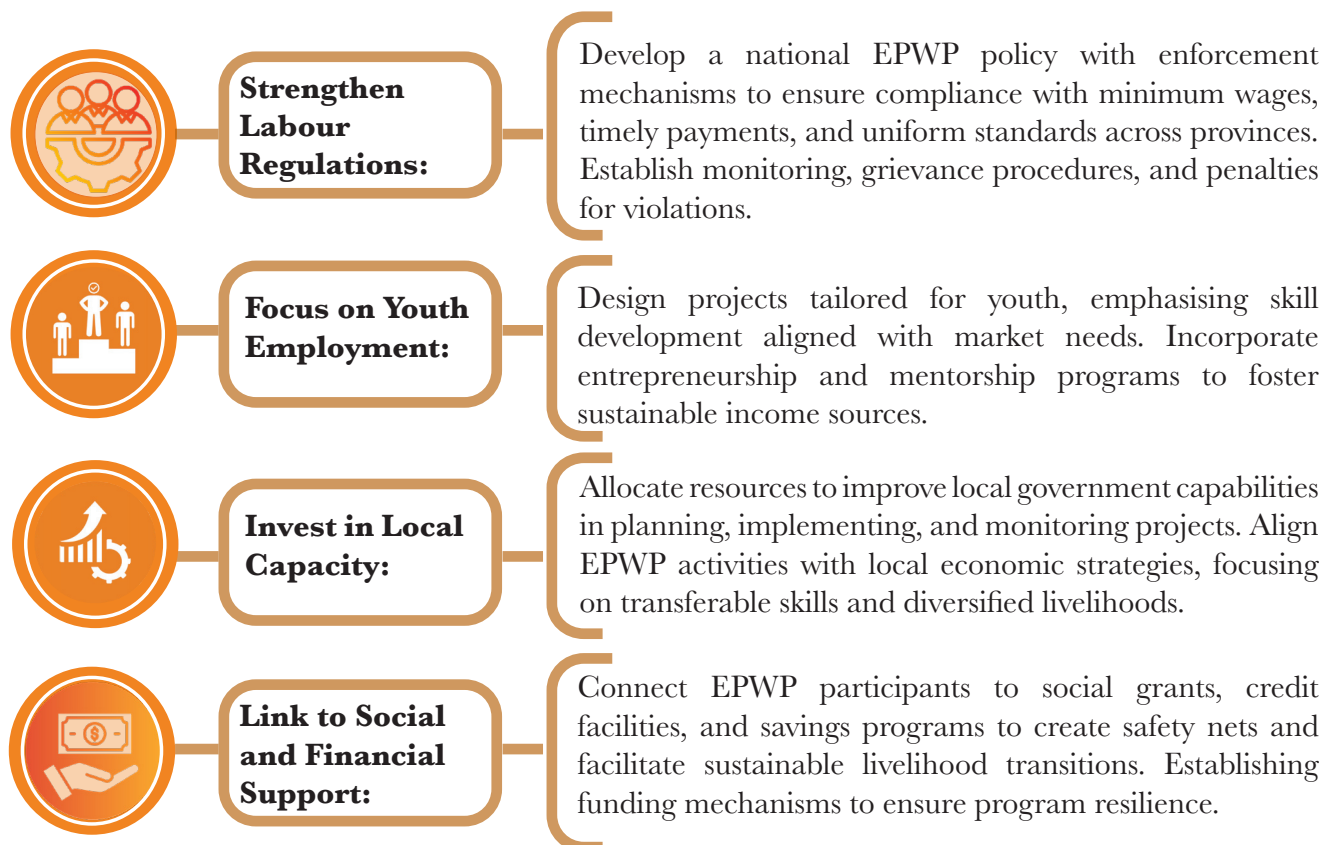 Strengthen
Labour
Regulations:
Develop a national EPWP policy with enforcement
mechanisms to ensure compliance with minimum wages,
timely payments, and uniform standards across provinces.
Establish monitoring, grievance procedures, and penalties
for violations.
Focus on Youth
Employment:
Design projects tailored for youth, emphasising skill
development aligned with market needs. Incorporate
entrepreneurship and mentorship programs to foster
sustainable income sources.
Invest in Local
Capacity:
Allocate resources to improve local government capabilities
in planning, implementing, and monitoring projects. Align
EPWP activities with local economic strategies, focusing
on transferable skills and diversified livelihoods.
Link to Social
and Financial
Support:
Connect EPWP participants to social grants, credit
facilities, and savings programs to create safety nets and
facilitate sustainable livelihood transitions. Establishing
funding mechanisms to ensure program resilience.